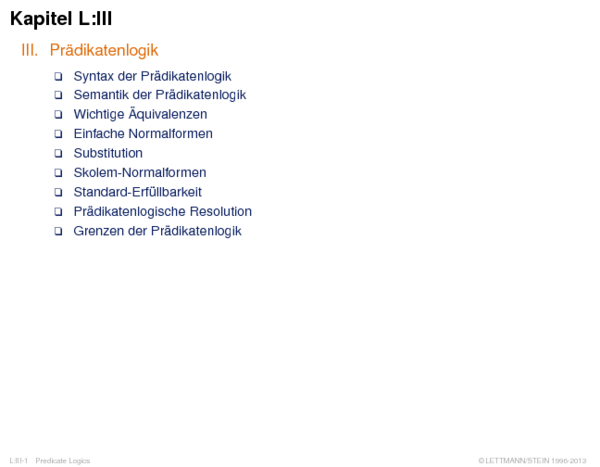 Kapitel L:III
III. Prädikatenlogik
❑ Syntax der Prädikatenlogik
❑ Semantik der Prädikatenlogik
❑ Wichtige Äquivalenzen
❑ Einfache Normalformen
❑ Substitution
❑ Skolem-Normalformen
❑ Standard-Erfüllbarkeit
❑ Prädikatenlogische Resolution
❑ Grenzen der Prädikatenlogik
L:III-1 Predicate Logics ©LETTMANN/STEIN 1996-2013